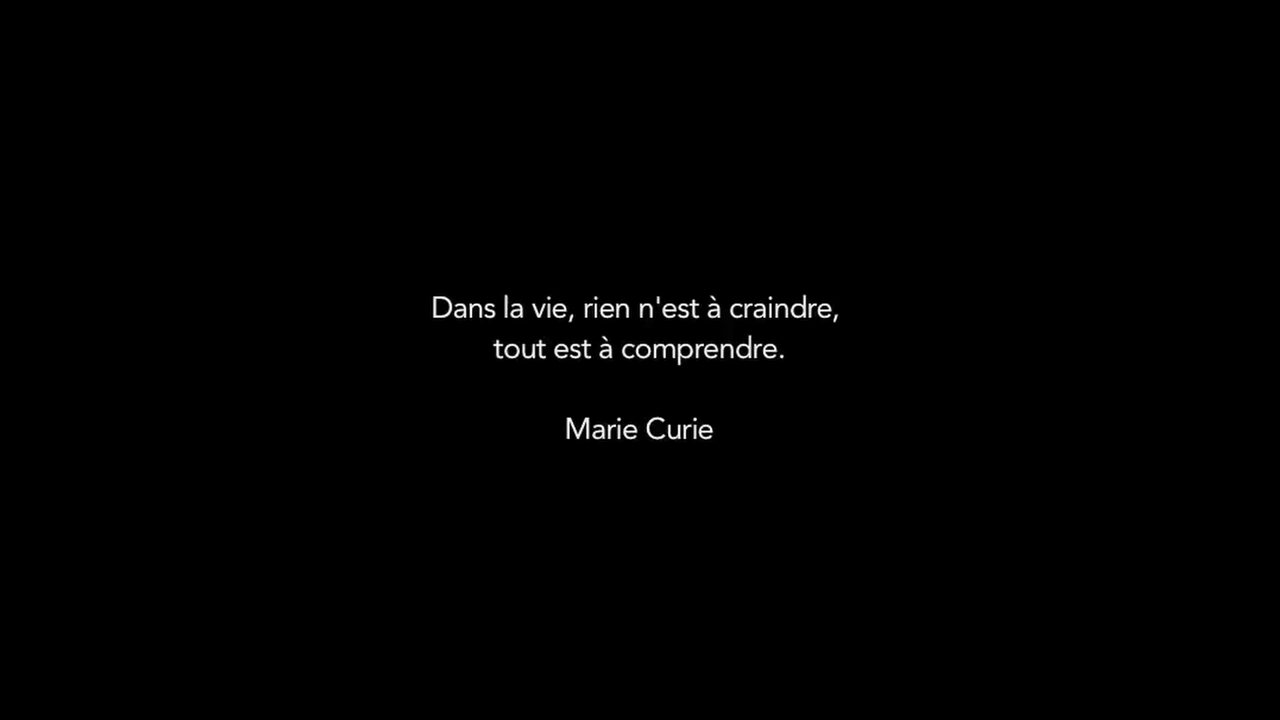 Dans la vie, rien n'est à craindre,
tout est à comprendre.
Marie Curie